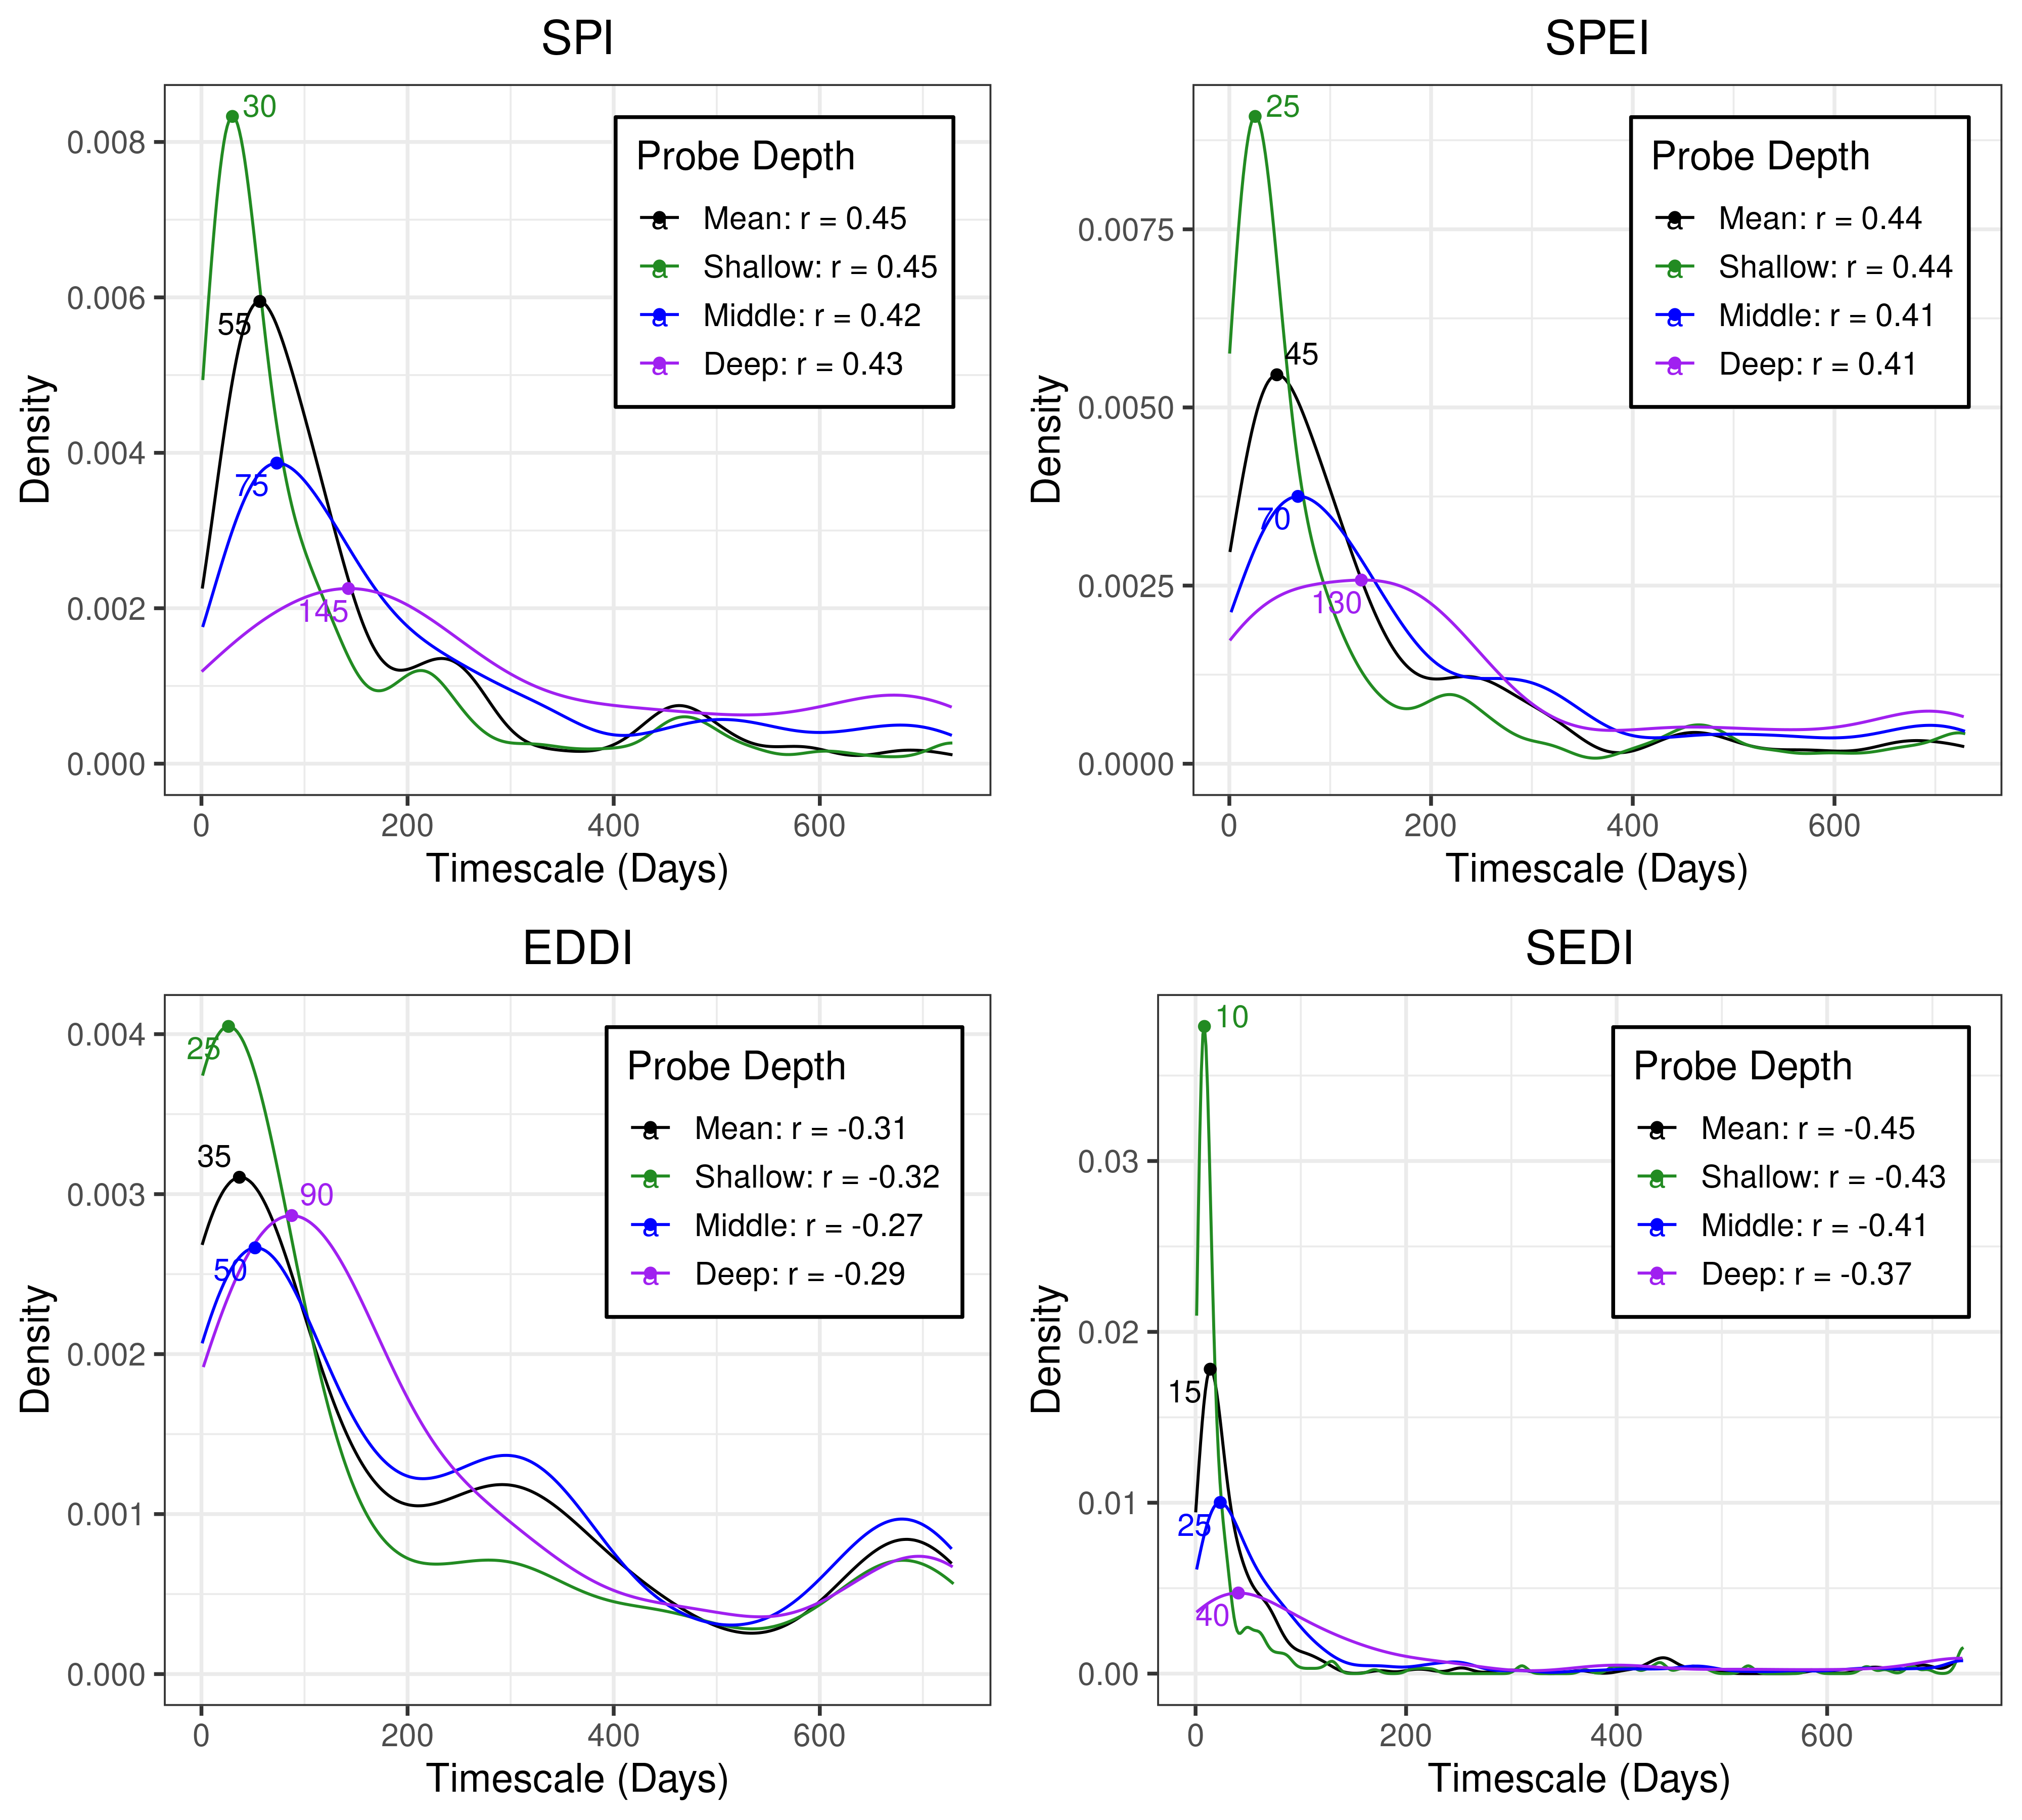 SPI
30
55
75
145
Probe Depth
a Mean: r = 0.45
a Shallow: r = 0.45
a Middle: r = 0.42
a Deep: r = 0.43
0.008
0.006
0.004
0.002
0.000
Density
0 200 400 600
Timescale (Days)
SPEI
25
45
70
130
Probe Depth
a Mean: r = 0.44
a Shallow: r = 0.44
a Middle: r = 0.41
a Deep: r = 0.41
0.0075
0.0050
0.0025
0.0000
Density
0 200 400 600
Timescale (Days)
EDDI
25
35
90
50
Probe Depth
a Mean: r = -0.31
a Shallow: r = -0.32
a Middle: r = -0.27
a Deep: r = -0.29
0.004
0.003
0.002
0.001
0.000
Density
0 200 400 600
Timescale (Days)
SEDI
10
15
25
40
Probe Depth
a Mean: r = -0.45
a Shallow: r = -0.43
a Middle: r = -0.41
a Deep: r = -0.37
0.03
0.02
0.01
0.00
Density
0 200 400 600
Timescale (Days)